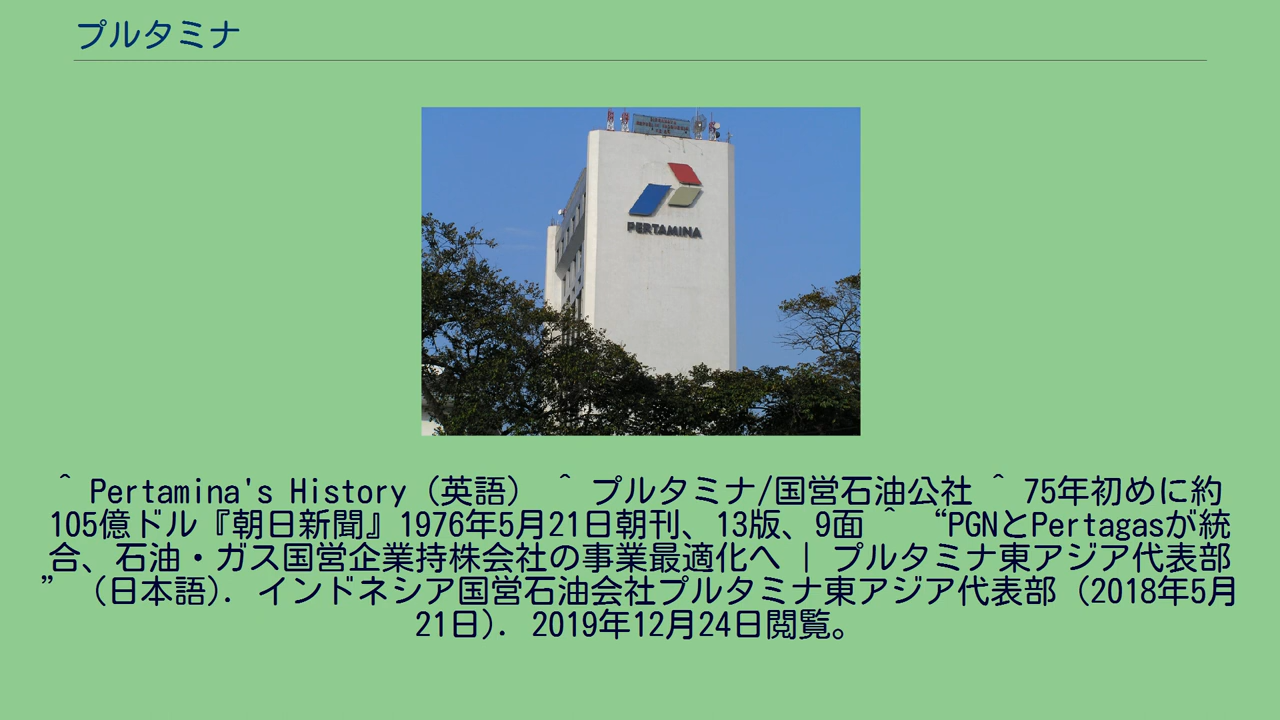 プルタミナ
PERTAMINA
^ Pertamina's History (英語) ^ プルタミナ/国営石油公社 ^ 75年初めに約
105億ドル『朝日新聞』1976年5月21日朝刊、13版、9面 ^ “PGNとPertagasが統
合、石油・ガス国営企業持株会社の事業最適化へ | プルタミナ東アジア代表部
” (日本語). インドネシア国営石油会社プルタミナ東アジア代表部 (2018年5月
21日). 2019年12月24日閲覧。